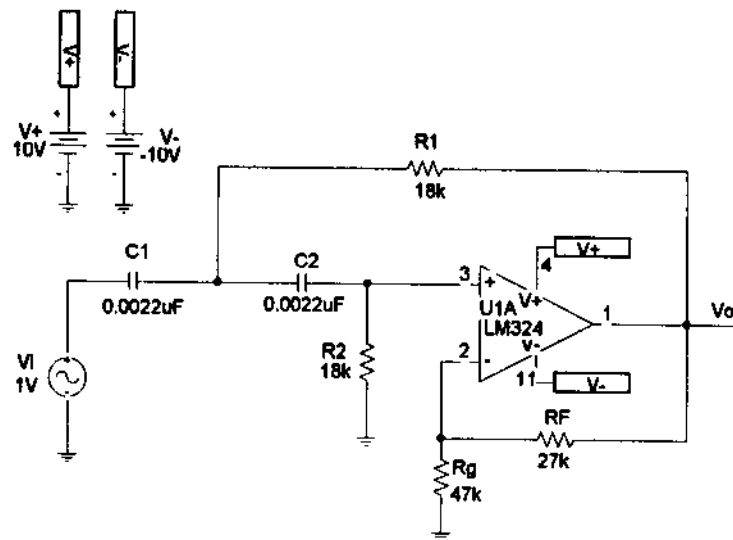 V+
V-
+
+
V+
10V
V-
-10V
-
-
R1
18k
C1
0.0022uF
C2
0.0022uF
3
+
V+
4
V+
U1A
LM324
1
Vo
VI
1V
R2
18k
2
-
V-
11
V-
RF
27k
Rg
47k